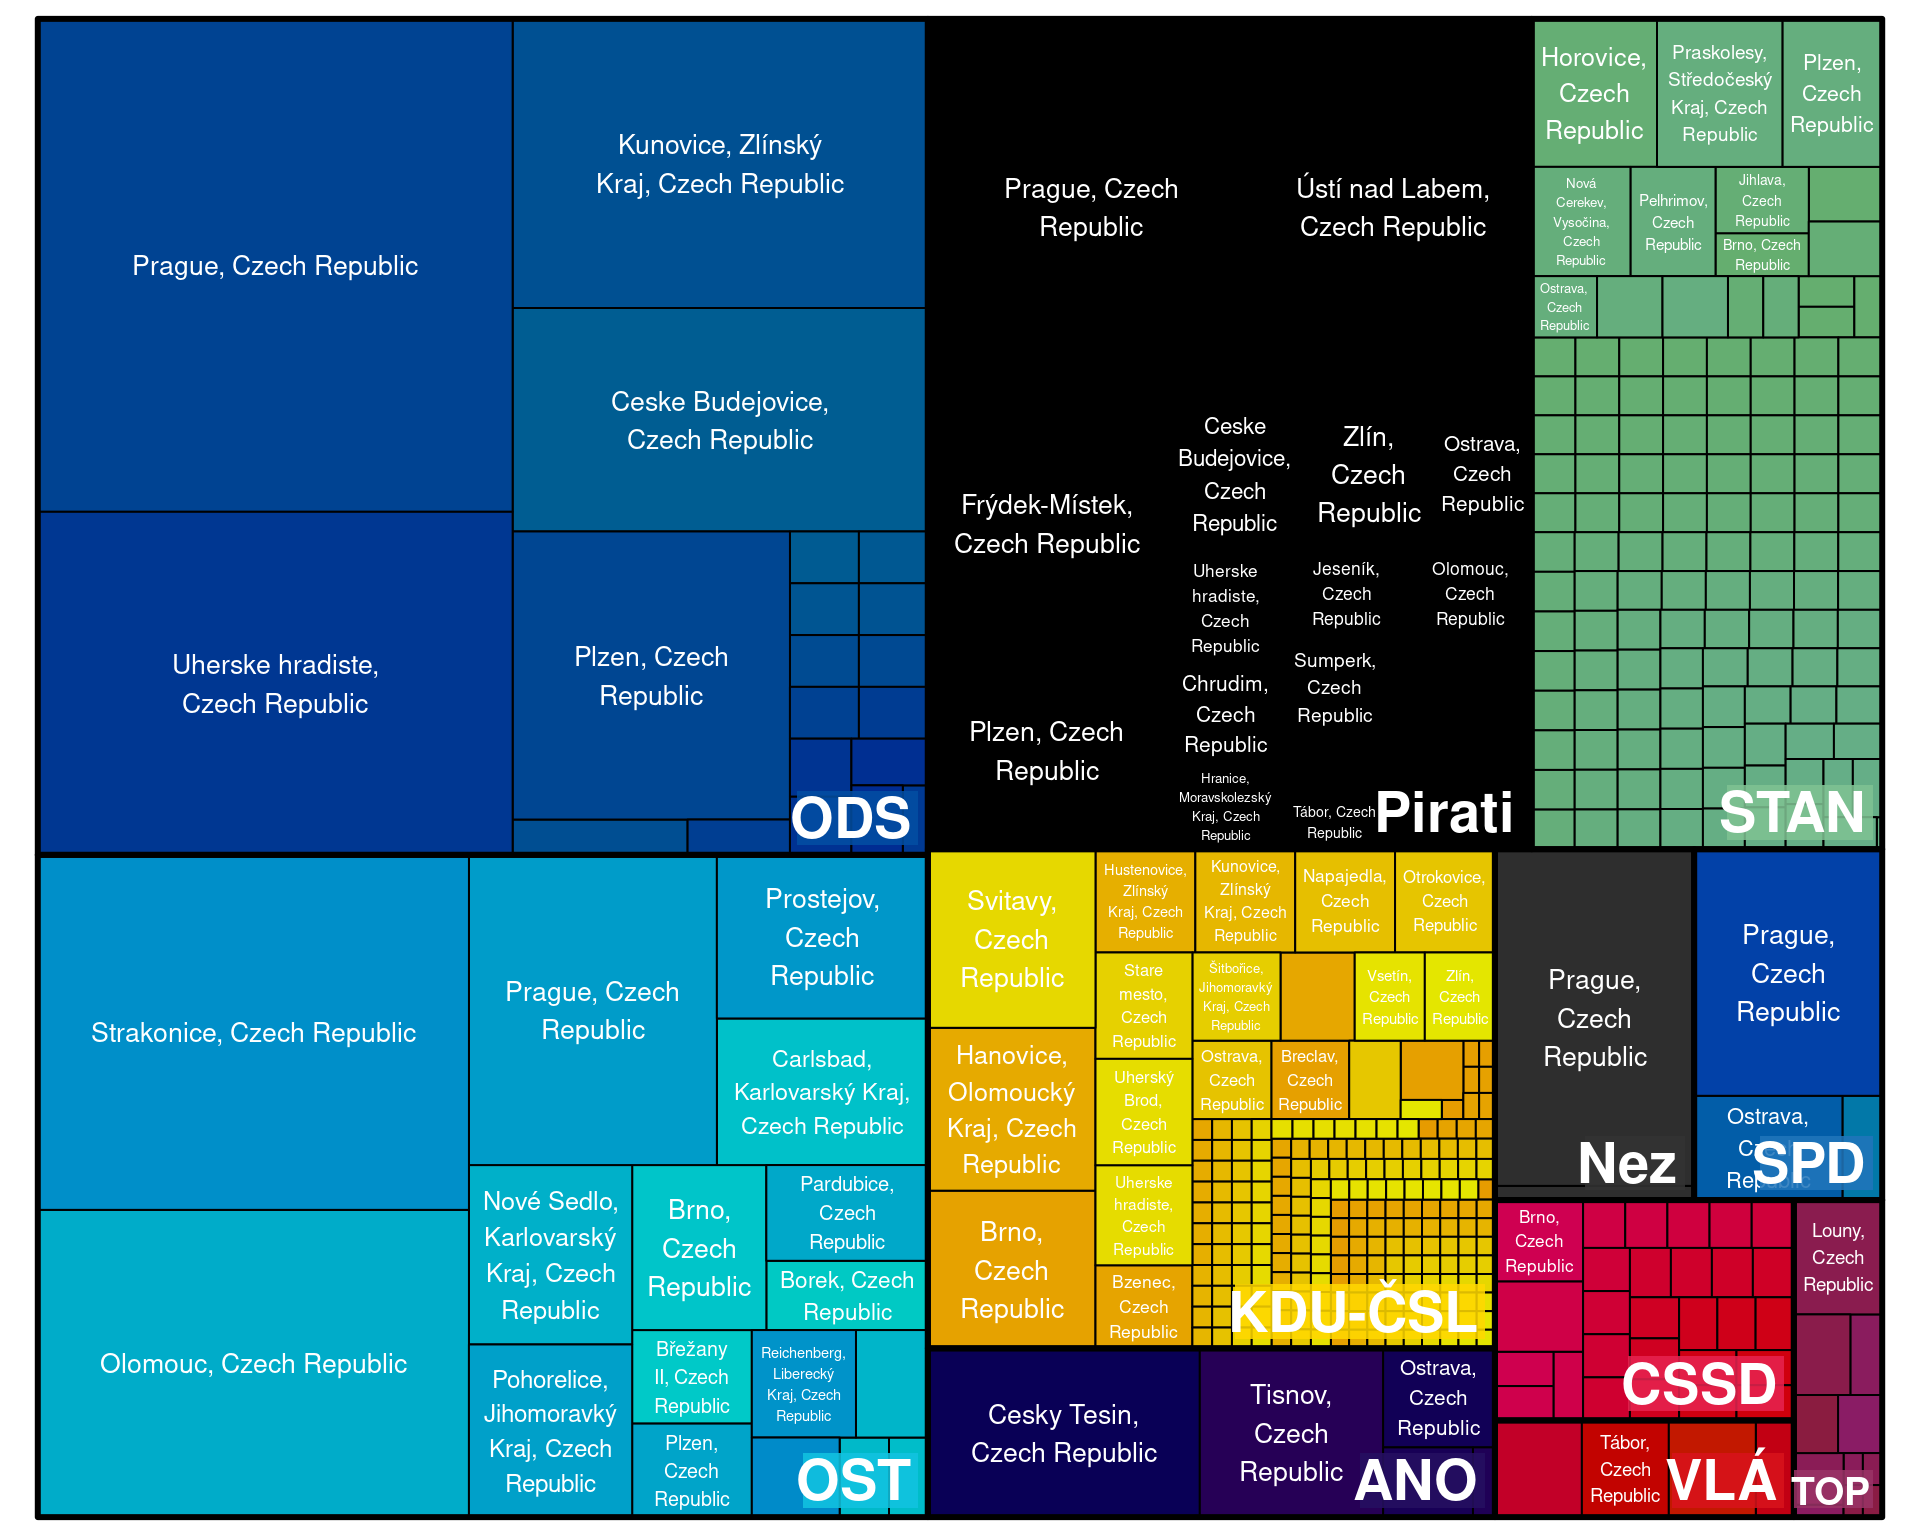 Prague, Czech Republic
Uherske hradiste,
Czech Republic
Kunovice, Zlínský
Kraj, Czech Republic
Ceske Budejovice,
Czech Republic
Plzen, Czech
Republic
ODS
Prague, Czech
Republic
Ústí nad Labem,
Czech Republic
Frýdek-Místek,
Czech Republic
Plzen, Czech
Republic
Ceske
Budejovice,
Czech
Republic
Zlín,
Czech
Republic
Ostrava,
Czech
Republic
Uherske
hradiste,
Czech
Republic
Jeseník,
Czech
Republic
Olomouc,
Czech
Republic
Chrudim,
Czech
Republic
Sumperk,
Czech
Republic
Hranice,
Moravskolezský
Kraj, Czech
Republic
Tábor, Czech
Republic
Pirati
Horovice,
Czech
Republic
Praskolesy,
Středočeský
Kraj, Czech
Republic
Plzen,
Czech
Republic
Nová
Cerekev,
Vysočina,
Czech
Republic
Pelhrimov,
Czech
Republic
Jihlava,
Czech
Republic
Brno, Czech
Republic
Ostrava,
Czech
Republic
STAN
Strakonice, Czech Republic
Olomouc, Czech Republic
Prague, Czech
Republic
Prostejov,
Czech
Republic
Carlsbad,
Karlovarský Kraj,
Czech Republic
Nové Sedlo,
Karlovarský
Kraj, Czech
Republic
Brno,
Czech
Republic
Pardubice,
Czech
Republic
Borek, Czech
Republic
Pohorelice,
Jihomoravký
Kraj, Czech
Republic
Břežany
II, Czech
Republic
Reichenberg,
Liberecký
Kraj, Czech
Republic
Plzen,
Czech
Republic
OST
Svitavy,
Czech
Republic
Hanovice,
Olomoucký
Kraj, Czech
Republic
Brno,
Czech
Republic
Hustenovice,
Zlínský
Kraj, Czech
Republic
Kunovice,
Zlínský
Kraj, Czech
Republic
Napajedla,
Czech
Republic
Otrokovice,
Czech
Republic
Stare
mesto,
Czech
Republic
Šitbořice,
Jihomoravký
Kraj, Czech
Republic
Vsetín,
Czech
Republic
Zlín,
Czech
Republic
Uherský
Brod,
Czech
Republic
Ostrava,
Czech
Republic
Breclav,
Czech
Republic
Uherske
hradiste,
Czech
Republic
Bzenec,
Czech
Republic
KDU-ČSL
Cesky Tesin,
Czech Republic
Tisnov,
Czech
Republic
Ostrava,
Czech
Republic
ANO
Prague,
Czech
Republic
Nez
Prague,
Czech
Republic
Ostrava,
Czech
Republic
SPD
Brno,
Czech
Republic
CSSD
Tábor,
Czech
Republic
VLÁ
Louny,
Czech
Republic
TOP